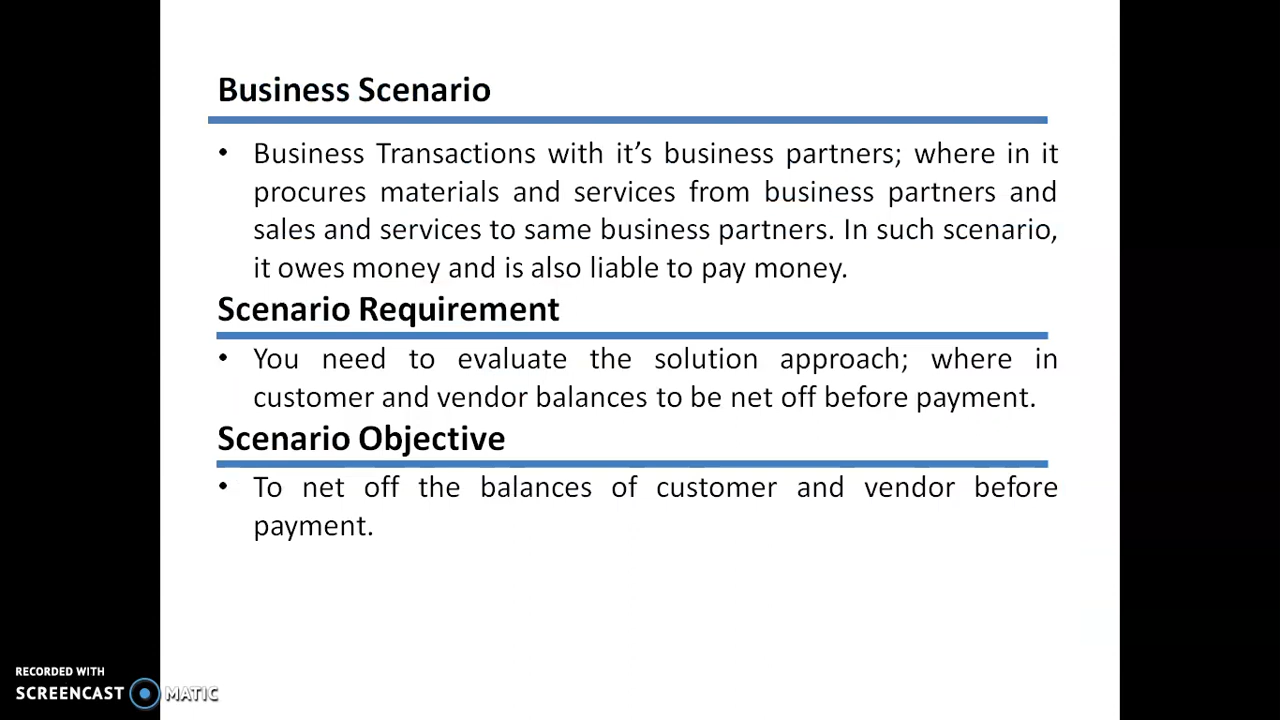 Business Scenario
• Business Transactions with it’s business partners; where in it
procures materials and services from business partners and
sales and services to same business partners. In such scenario,
it owes money and is also liable to pay money.
Scenario Requirement
• You need to evaluate the solution approach; where in
customer and vendor balances to be net off before payment.
Scenario Objective
• To net off the balances of customer and vendor before
payment.
RECORDED WITH
SCREENCAST MATIC